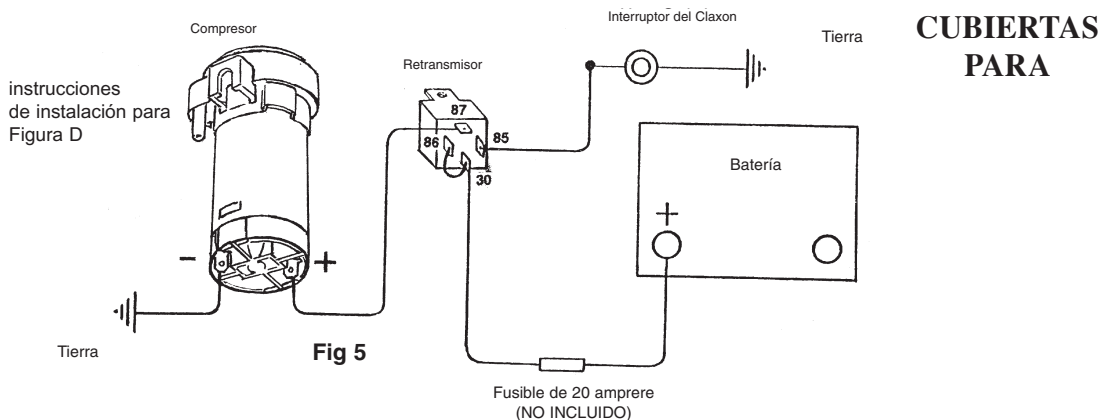 Compresor
Interruptor del Claxon
Tierra
CUBIERTAS
PARA
instrucciones
de instalación para
Figura D
Retransmisor
87
86
85
30
Batería
+
-
+
Tierra
Fig 5
Fusible de 20 amprere
(NO INCLUIDO)